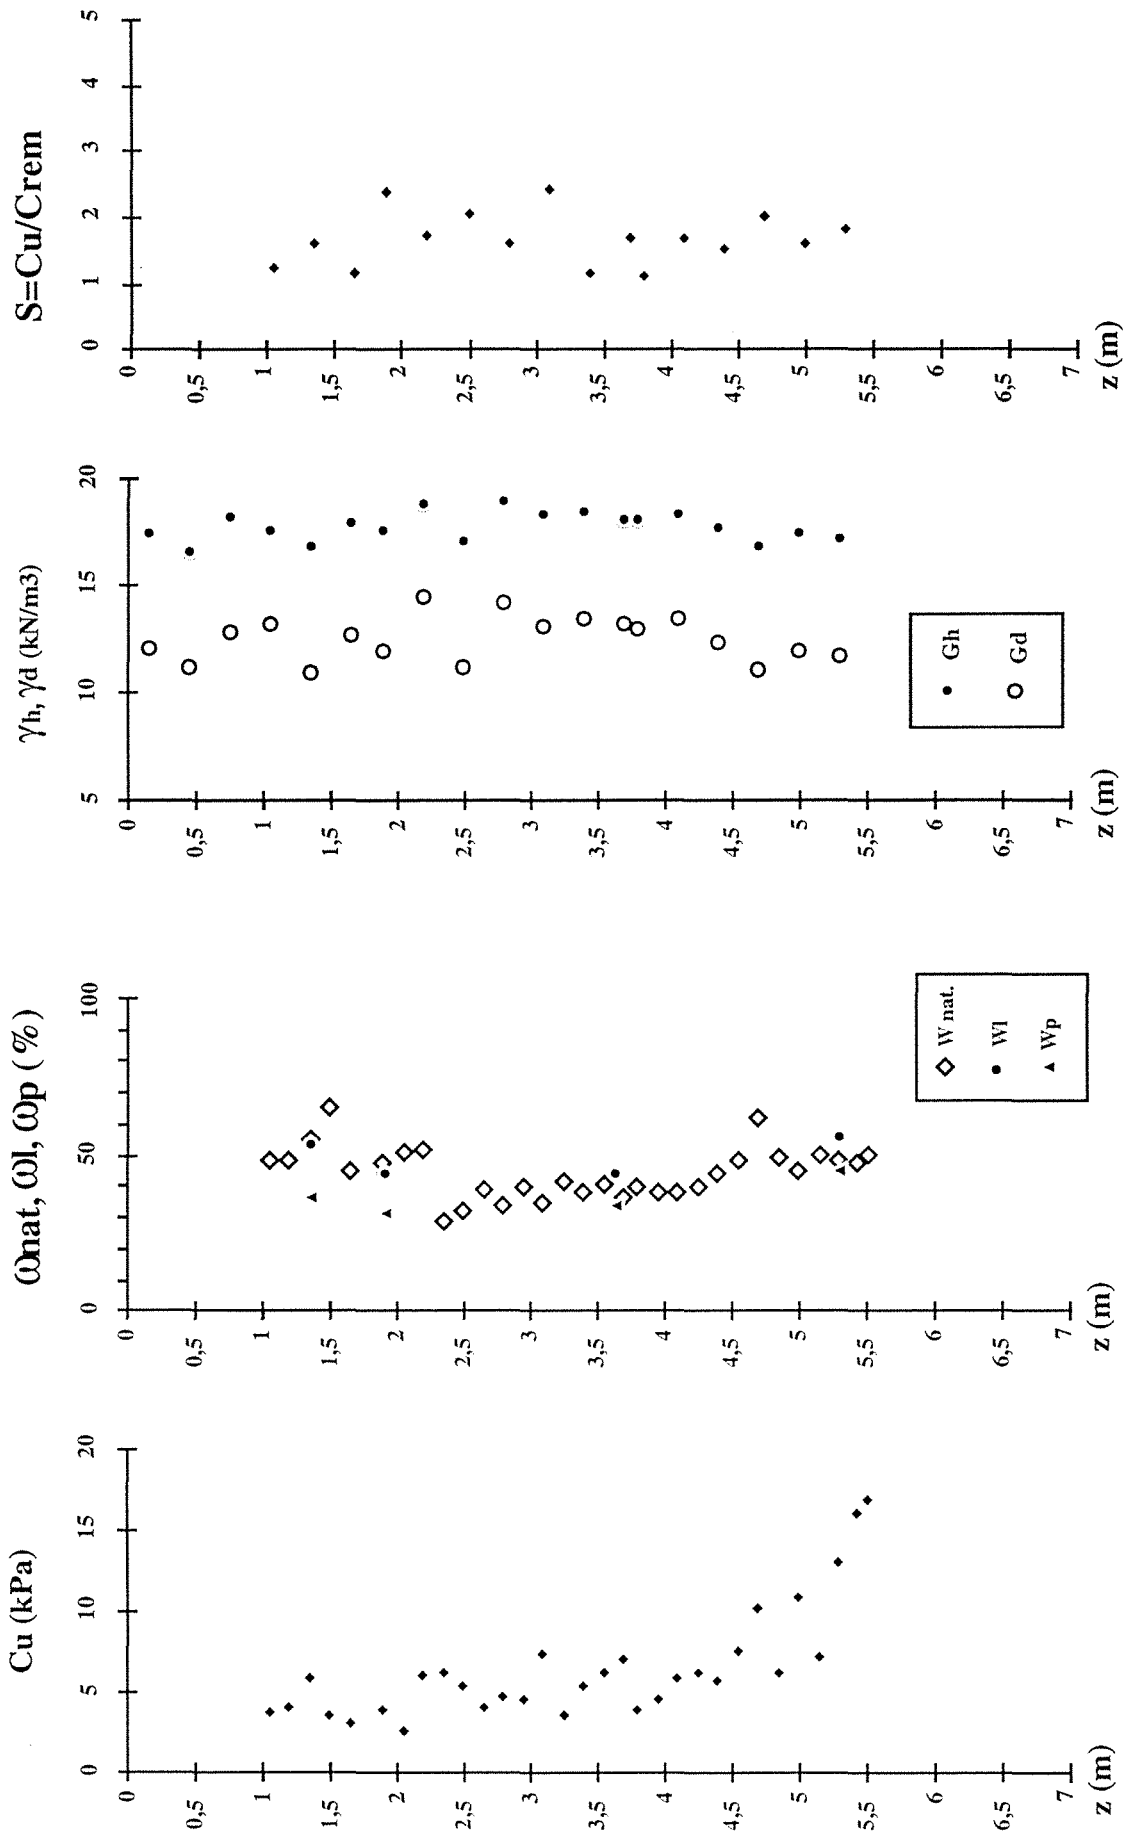 S=Cu/Crem
0 1 2 3 4 5
0 0,5 1 1,5 2 2,5 3 3,5 4 4,5 5 5,5 6 6,5 7
z (m)
γh, γd (kN/m3)
5 10 15 20
0 0,5 1 1,5 2 2,5 3 3,5 4 4,5 5 5,5 6 6,5 7
z (m)
Gh
Gd
ωnat, ωl, ωp (%)
0 50 100
0 0,5 1 1,5 2 2,5 3 3,5 4 4,5 5 5,5 6 6,5 7
z (m)
W nat.
Wl
Wp
Cu (kPa)
0 5 10 15 20
0 0,5 1 1,5 2 2,5 3 3,5 4 4,5 5 5,5 6 6,5 7
z (m)